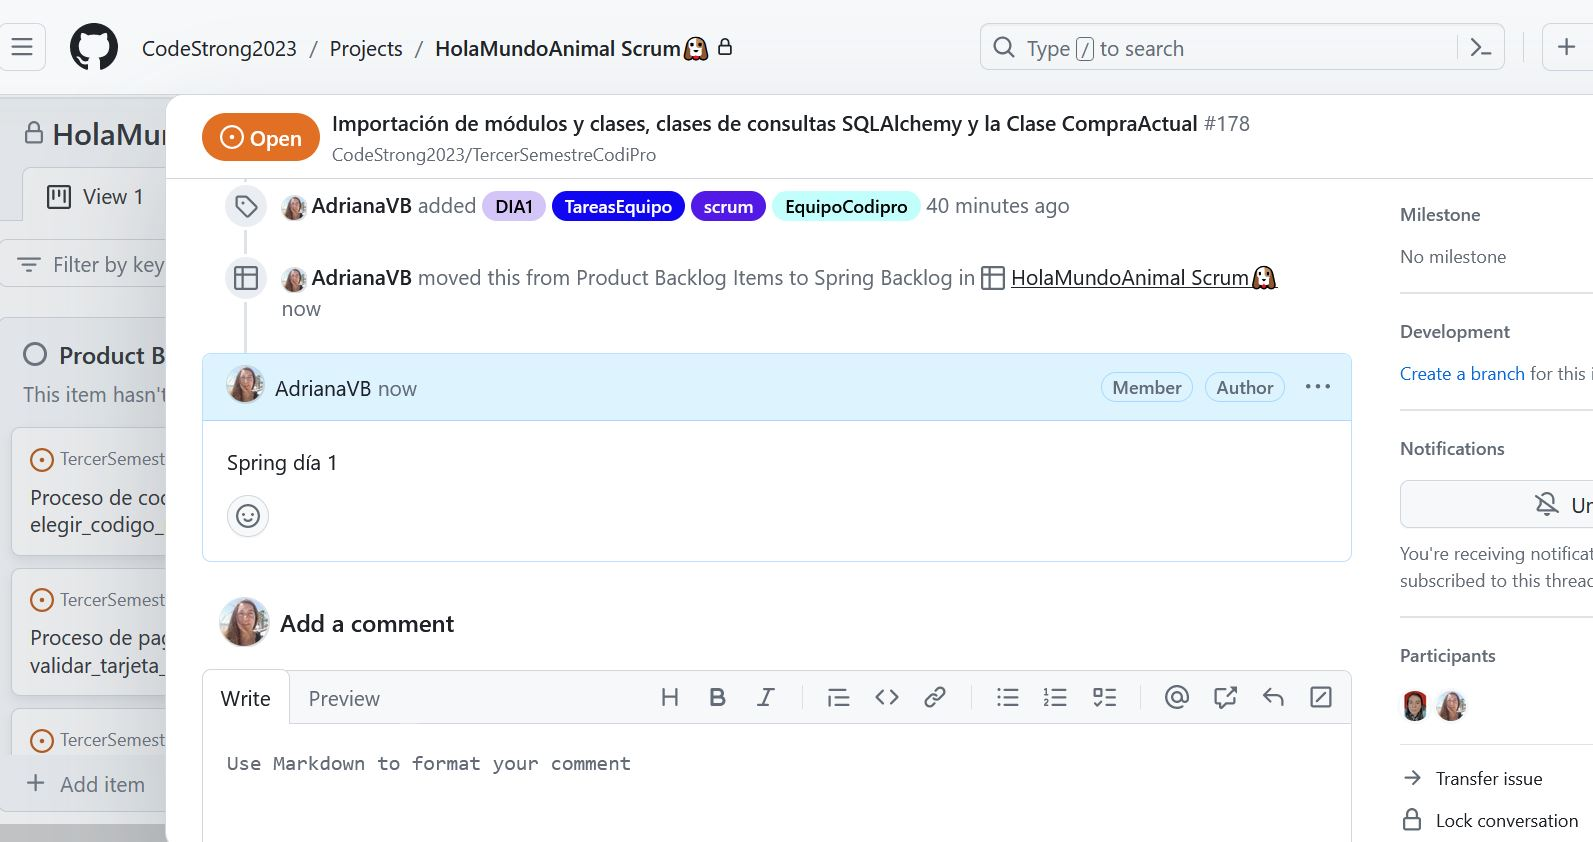 CodeStrong2023 / Projects / HolaMundoAnimal Scrum
Type / to search
HolaMu
View 1
Filter by key
Product B
This item hasn't
TercerSemest
Proceso de co
elegir_codigo_
TercerSemest
Proceso de pa
validar_tarjeta_
TercerSemest
+ Add item
Open
Importación de módulos y clases, clases de consultas SQLAlchemy y la Clase CompraActual #178
CodeStrong2023/TercerSemestreCodiPro
AdrianaVB added DIA1 TareasEquipo scrum EquipoCodipro 40 minutes ago
AdrianaVB moved this from Product Backlog Items to Spring Backlog in HolaMundoAnimal Scrum
now
AdrianaVB now
Member
Author
Spring día 1
Add a comment
Write
Preview
Use Markdown to format your comment
Milestone
No milestone
Development
Create a branch for this i
Notifications
Un
You're receiving notificat
subscribed to this threac
Participants
Transfer issue
Lock conversation